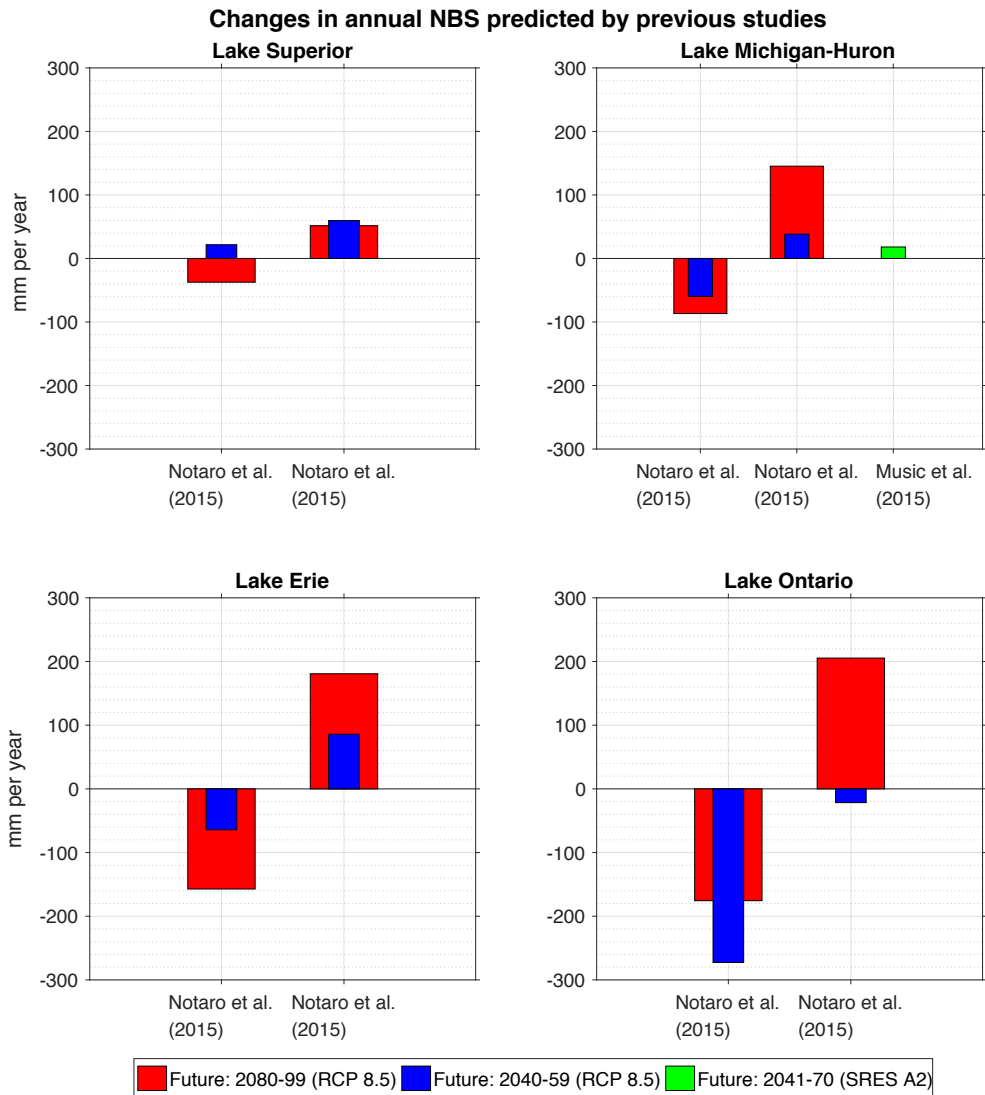 Changes in annual NBS predicted by previous studies
Lake Superior
300
200
100
0
-100
-200
-300
mm per year
Notaro et al. Notaro et al.
(2015) (2015)
Lake Michigan-Huron
300
200
100
0
-100
-200
-300
Notaro et al. Notaro et al. Music et al.
(2015) (2015) (2015)
Lake Erie
300
200
100
0
-100
-200
-300
mm per year
Notaro et al. Notaro et al.
(2015) (2015)
Lake Ontario
300
200
100
0
-100
-200
-300
Notaro et al. Notaro et al.
(2015) (2015)
Future: 2080-99 (RCP 8.5) Future: 2040-59 (RCP 8.5) Future: 2041-70 (SRES A2)